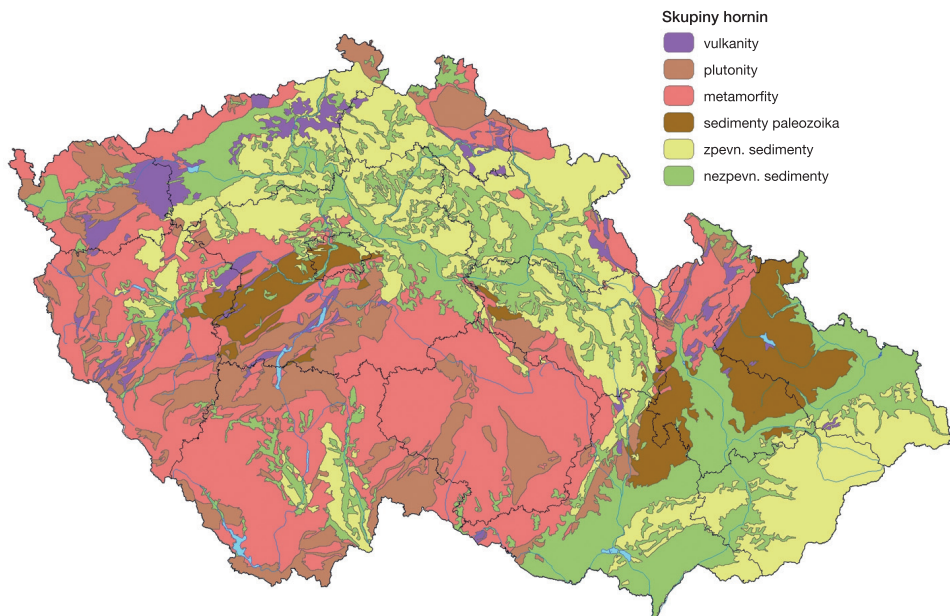 Skupiny hornin
vulkanity
plutonity
metamorfity
sedimenty paleozoika
zpevn. sedimenty
nezpevn. sedimenty